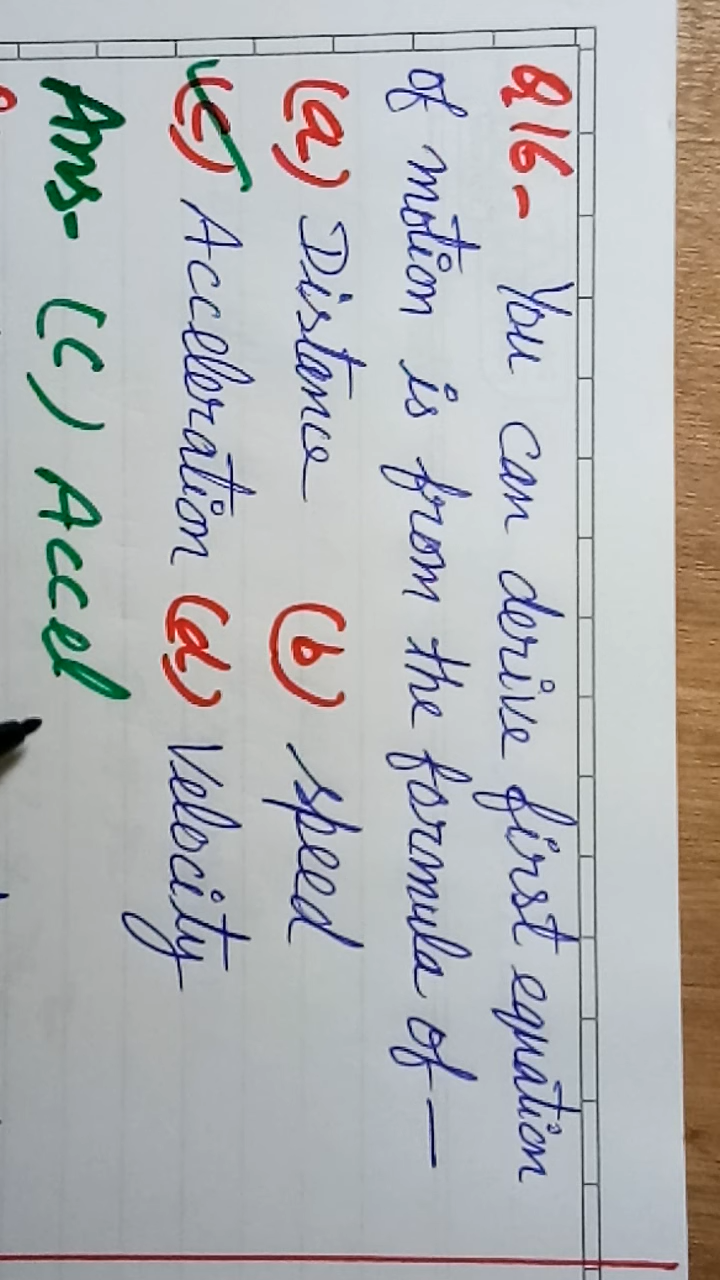 Q16- You can derive first equation
of motion is from the formula of—
(a) Distance (b) speed
(c) Acceleration (d) Velocity
Ans- (c) Accel